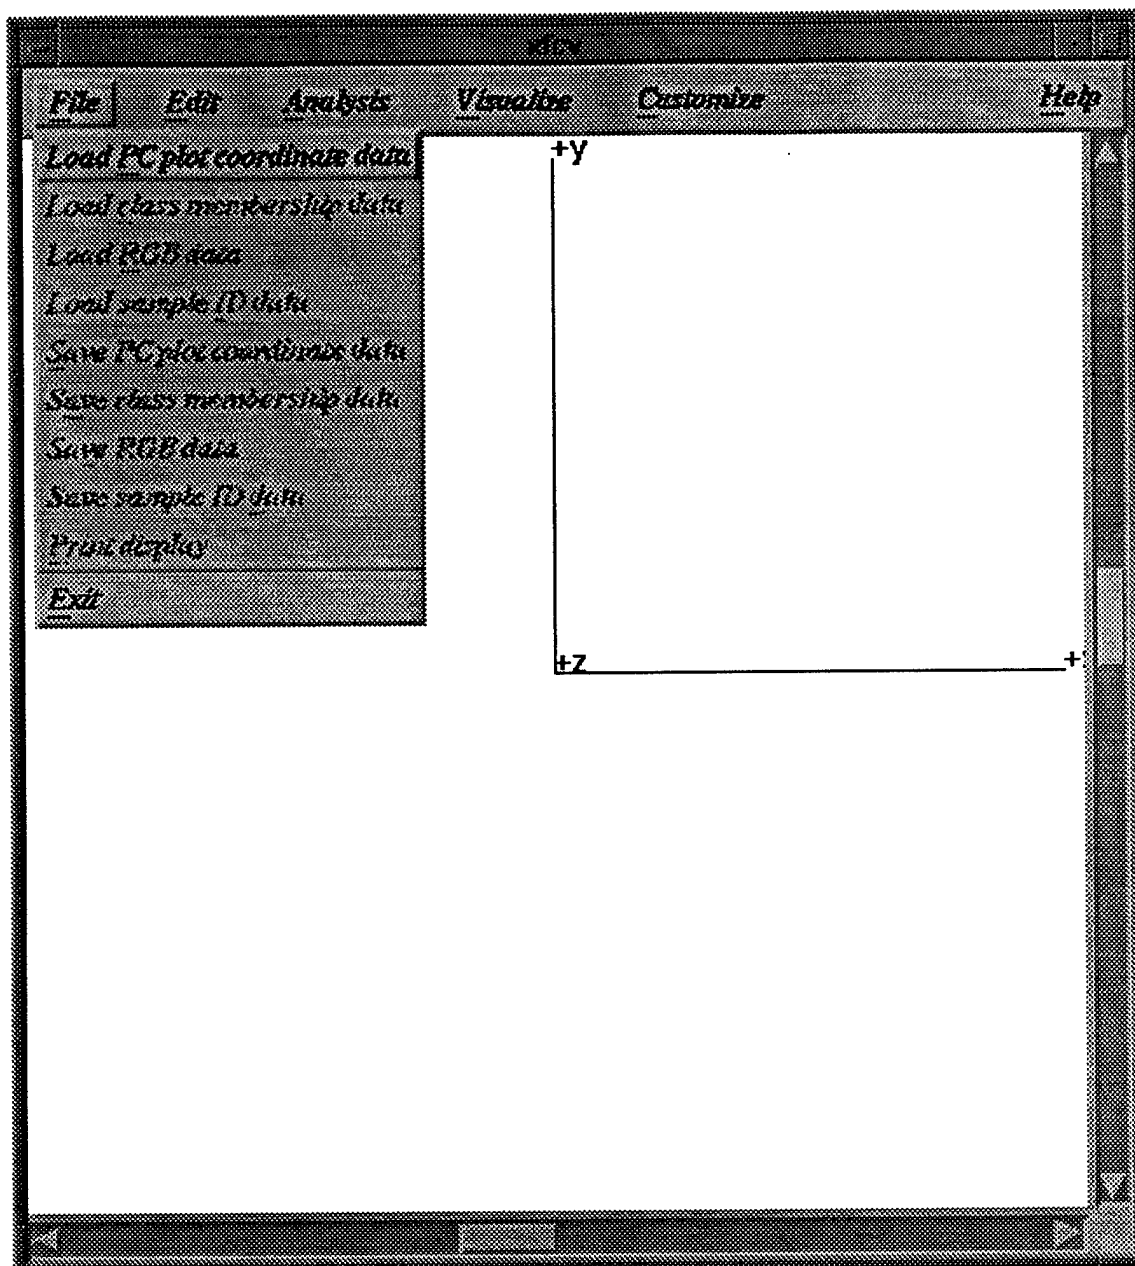 File Edit Analysis Visualize Customize Help
Load PC plot coordinate data
Load class membership data
Load RGB data
Load sample ID data
Save PC plot coordinate data
Save class membership data
Save RGB data
Save sample ID data
Print display
Exit
+y
+z
+